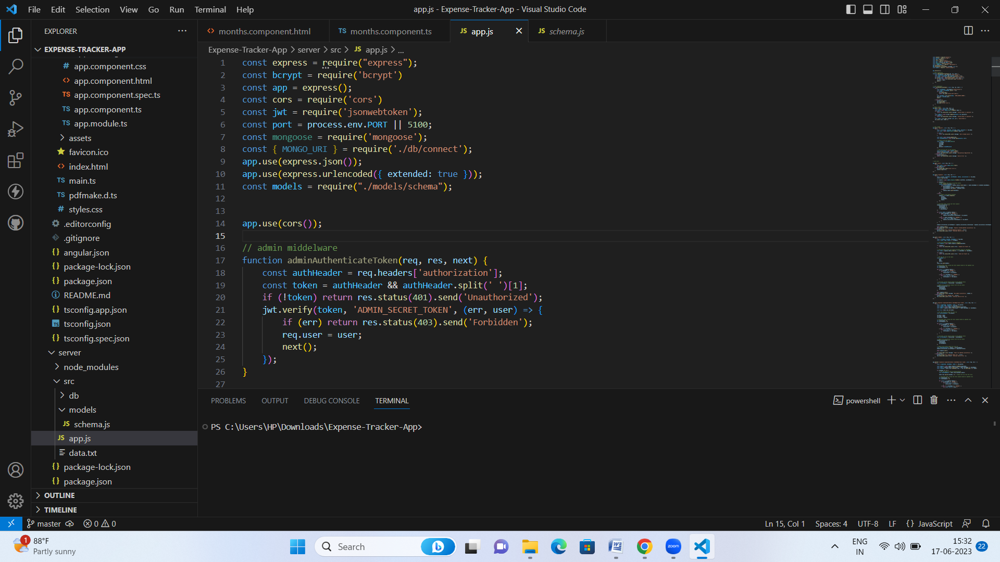 File Edit Selection View Go Run Terminal Help
app.js - Expense-Tracker-App - Visual Studio Code
EXPLORER
EXPENSE-TRACKER-APP
app.component.css
app.component.html
app.component.spec.ts
app.component.ts
app.module.ts
assets
favicon.ico
index.html
main.ts
pdfmake.d.ts
styles.css
.editorconfig
.gitignore
angular.json
package-lock.json
package.json
README.md
tsconfig.app.json
tsconfig.json
tsconfig.spec.json
server
node_modules
src
db
models
schema.js
app.js
data.txt
package-lock.json
package.json
OUTLINE
TIMELINE
months.component.html
TS months.component.ts
JS app.js
JS schema.js
Expense-Tracker-App > server > src > JS app.js > ...
1 const express = require("express");
2 const bcrypt = require('bcrypt')
3 const app = express();
4 const cors = require('cors')
5 const jwt = require('jsonwebtoken');
6 const port = process.env.PORT || 5100;
7 const mongoose = require('mongoose');
8 const { MONGO_URI } = require('./db/connect');
9 app.use(express.json());
10 app.use(express.urlencoded({ extended: true }));
11 const models = require("./models/schema");
12
13
14 app.use(cors());
15
16 // admin middelware
17 function adminAuthenticateToken(req, res, next) {
18 const authHeader = req.headers['authorization'];
19 const token = authHeader && authHeader.split(' ')[1];
20 if (!token) return res.status(401).send('Unauthorized');
21 jwt.verify(token, 'ADMIN_SECRET_TOKEN', (err, user) => {
22 if (err) return res.status(403).send('Forbidden');
23 req.user = user;
24 next();
25 });
26 }
27
PROBLEMS OUTPUT DEBUG CONSOLE TERMINAL
powershell
PS C:\Users\HP\Downloads\Expense-Tracker-App>
master
0 0
Ln 15, Col 1 Spaces: 4 UTF-8 LF {} JavaScript
1
88°F
Partly sunny
Search
zoom
ENG
IN
15:32
17-06-2023
22